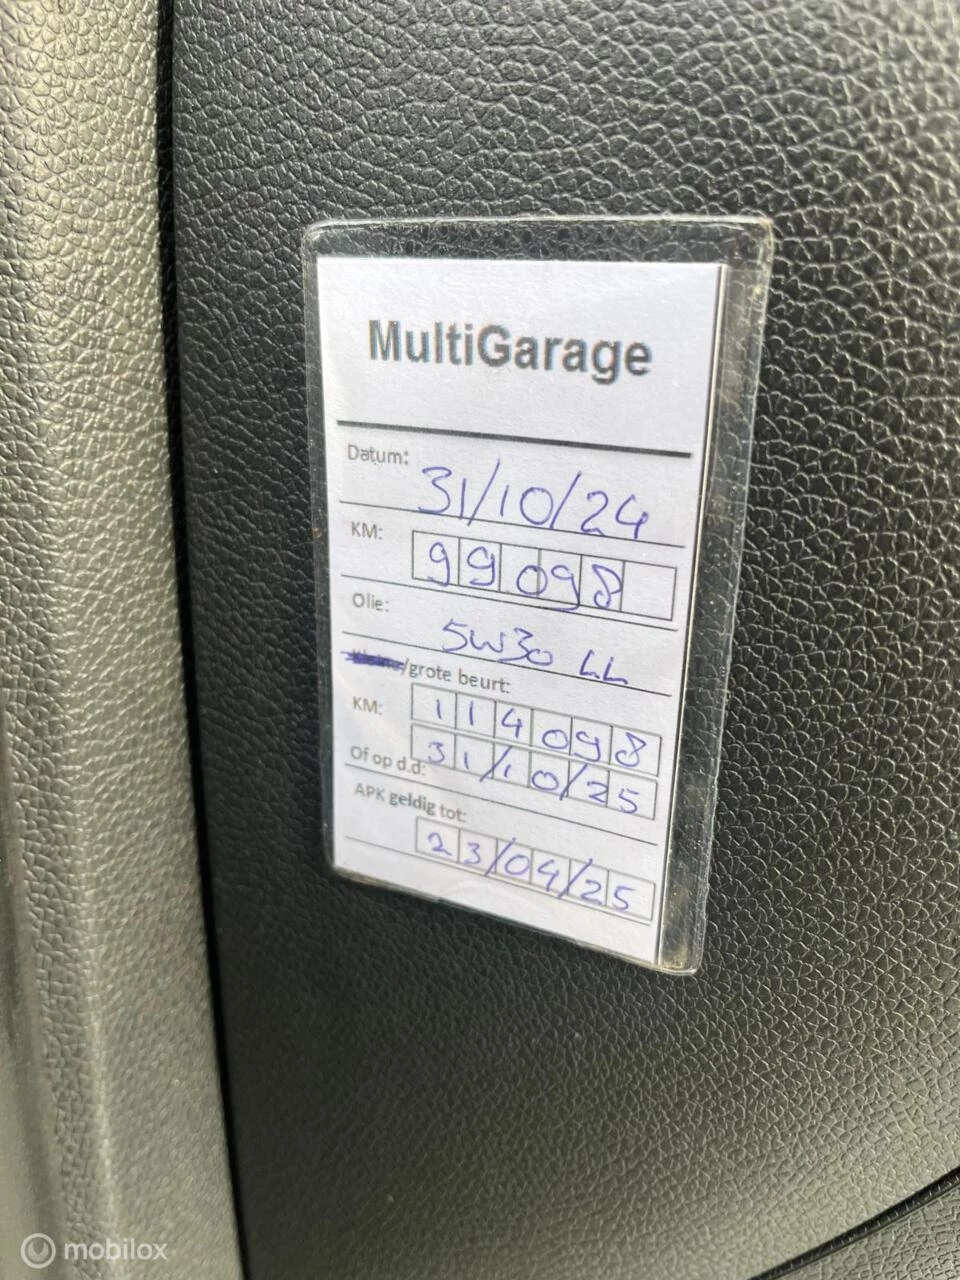 MultiGarage
Datum: 31/10/24
KM: 99098
Olie: 5W30 LL
Kleine/grote beurt:
KM: 114098
Of op d.d: 31/10/25
APK geldig tot:
23/04/25
mobilox